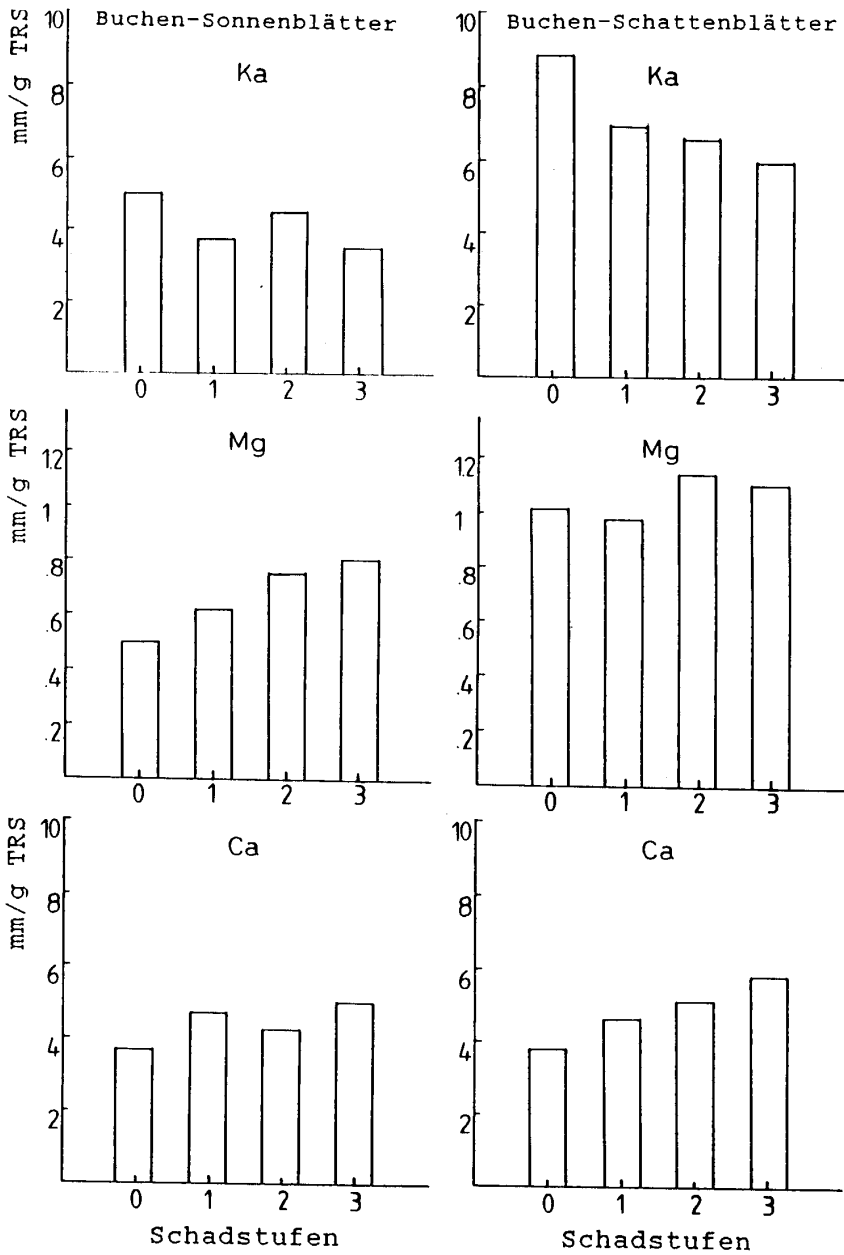 Buchen-Sonnenblätter
Ka
mm/g TRS
10
8
6
4
2
0 1 2 3
Buchen-Schattenblätter
Ka
10
8
6
4
2
0 1 2 3
Mg
mm/g TRS
1.2
1
.8
.6
.4
.2
0 1 2 3
Mg
1.2
1
.8
.6
.4
.2
0 1 2 3
Ca
mm/g TRS
10
8
6
4
2
0 1 2 3
Schadstufen
Ca
10
8
6
4
2
0 1 2 3
Schadstufen